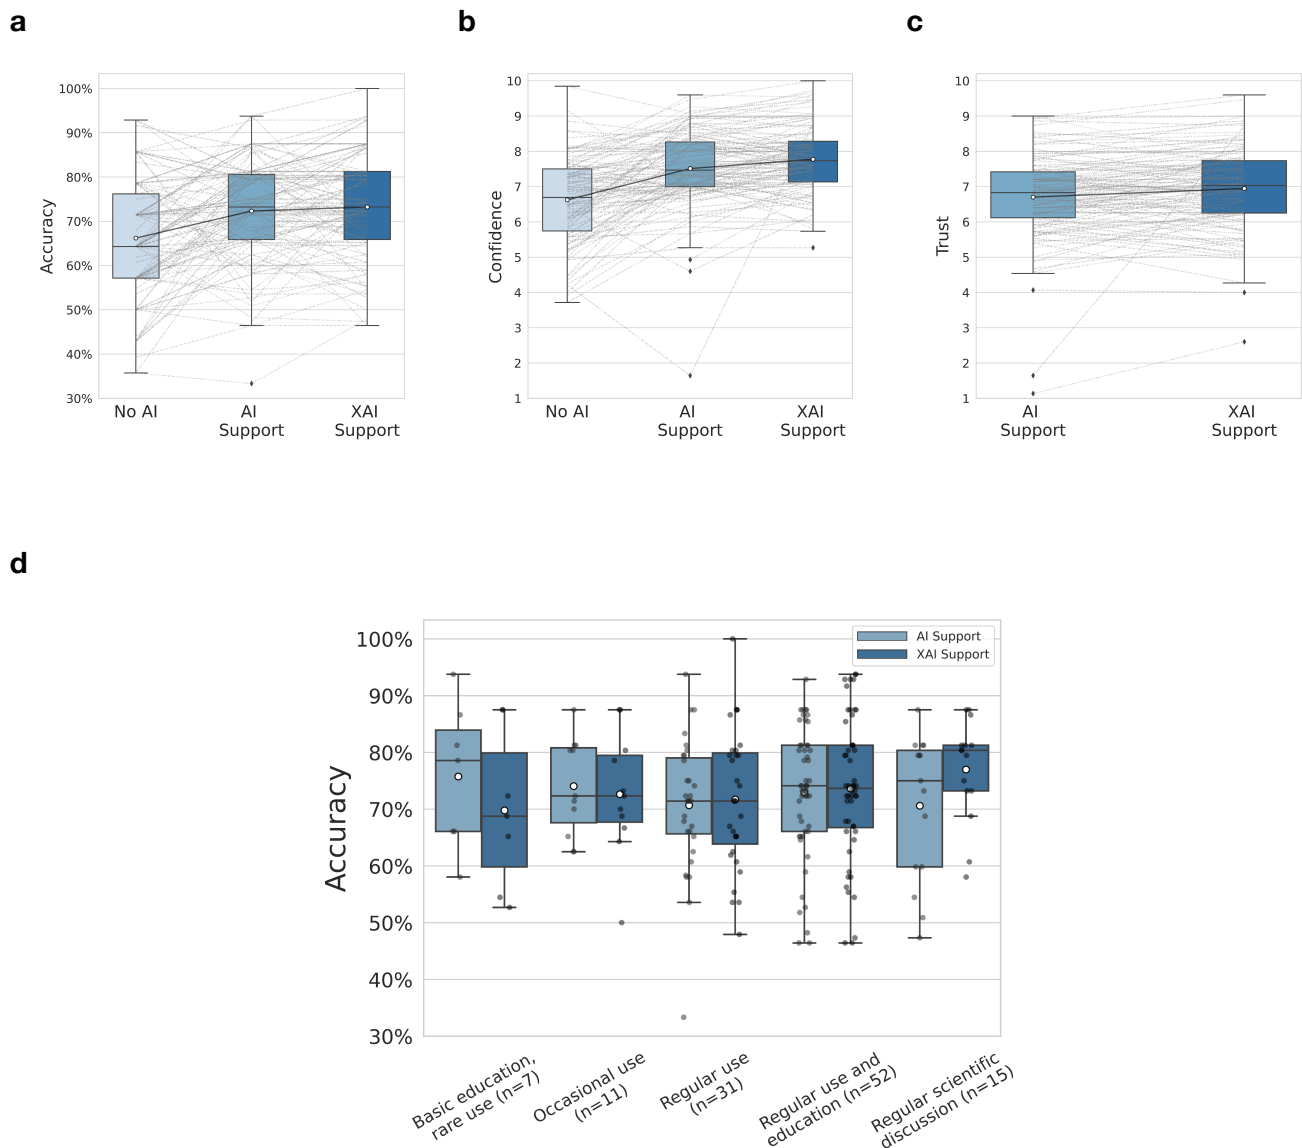 a
b
c
100%
90%
80%
70%
60%
50%
40%
30%
Accuracy
No AI
AI
Support
XAI
Support
10
9
8
7
6
5
4
3
2
1
Confidence
No AI
AI
Support
XAI
Support
10
9
8
7
6
5
4
3
2
1
Trust
AI
Support
XAI
Support
d
100%
90%
80%
70%
60%
50%
40%
30%
Accuracy
AI Support
XAI Support
Basic education,
rare use (n=7)
Occasional use
(n=11)
Regular use
(n=31)
Regular use and
education (n=52)
Regular scientific
discussion (n=15)